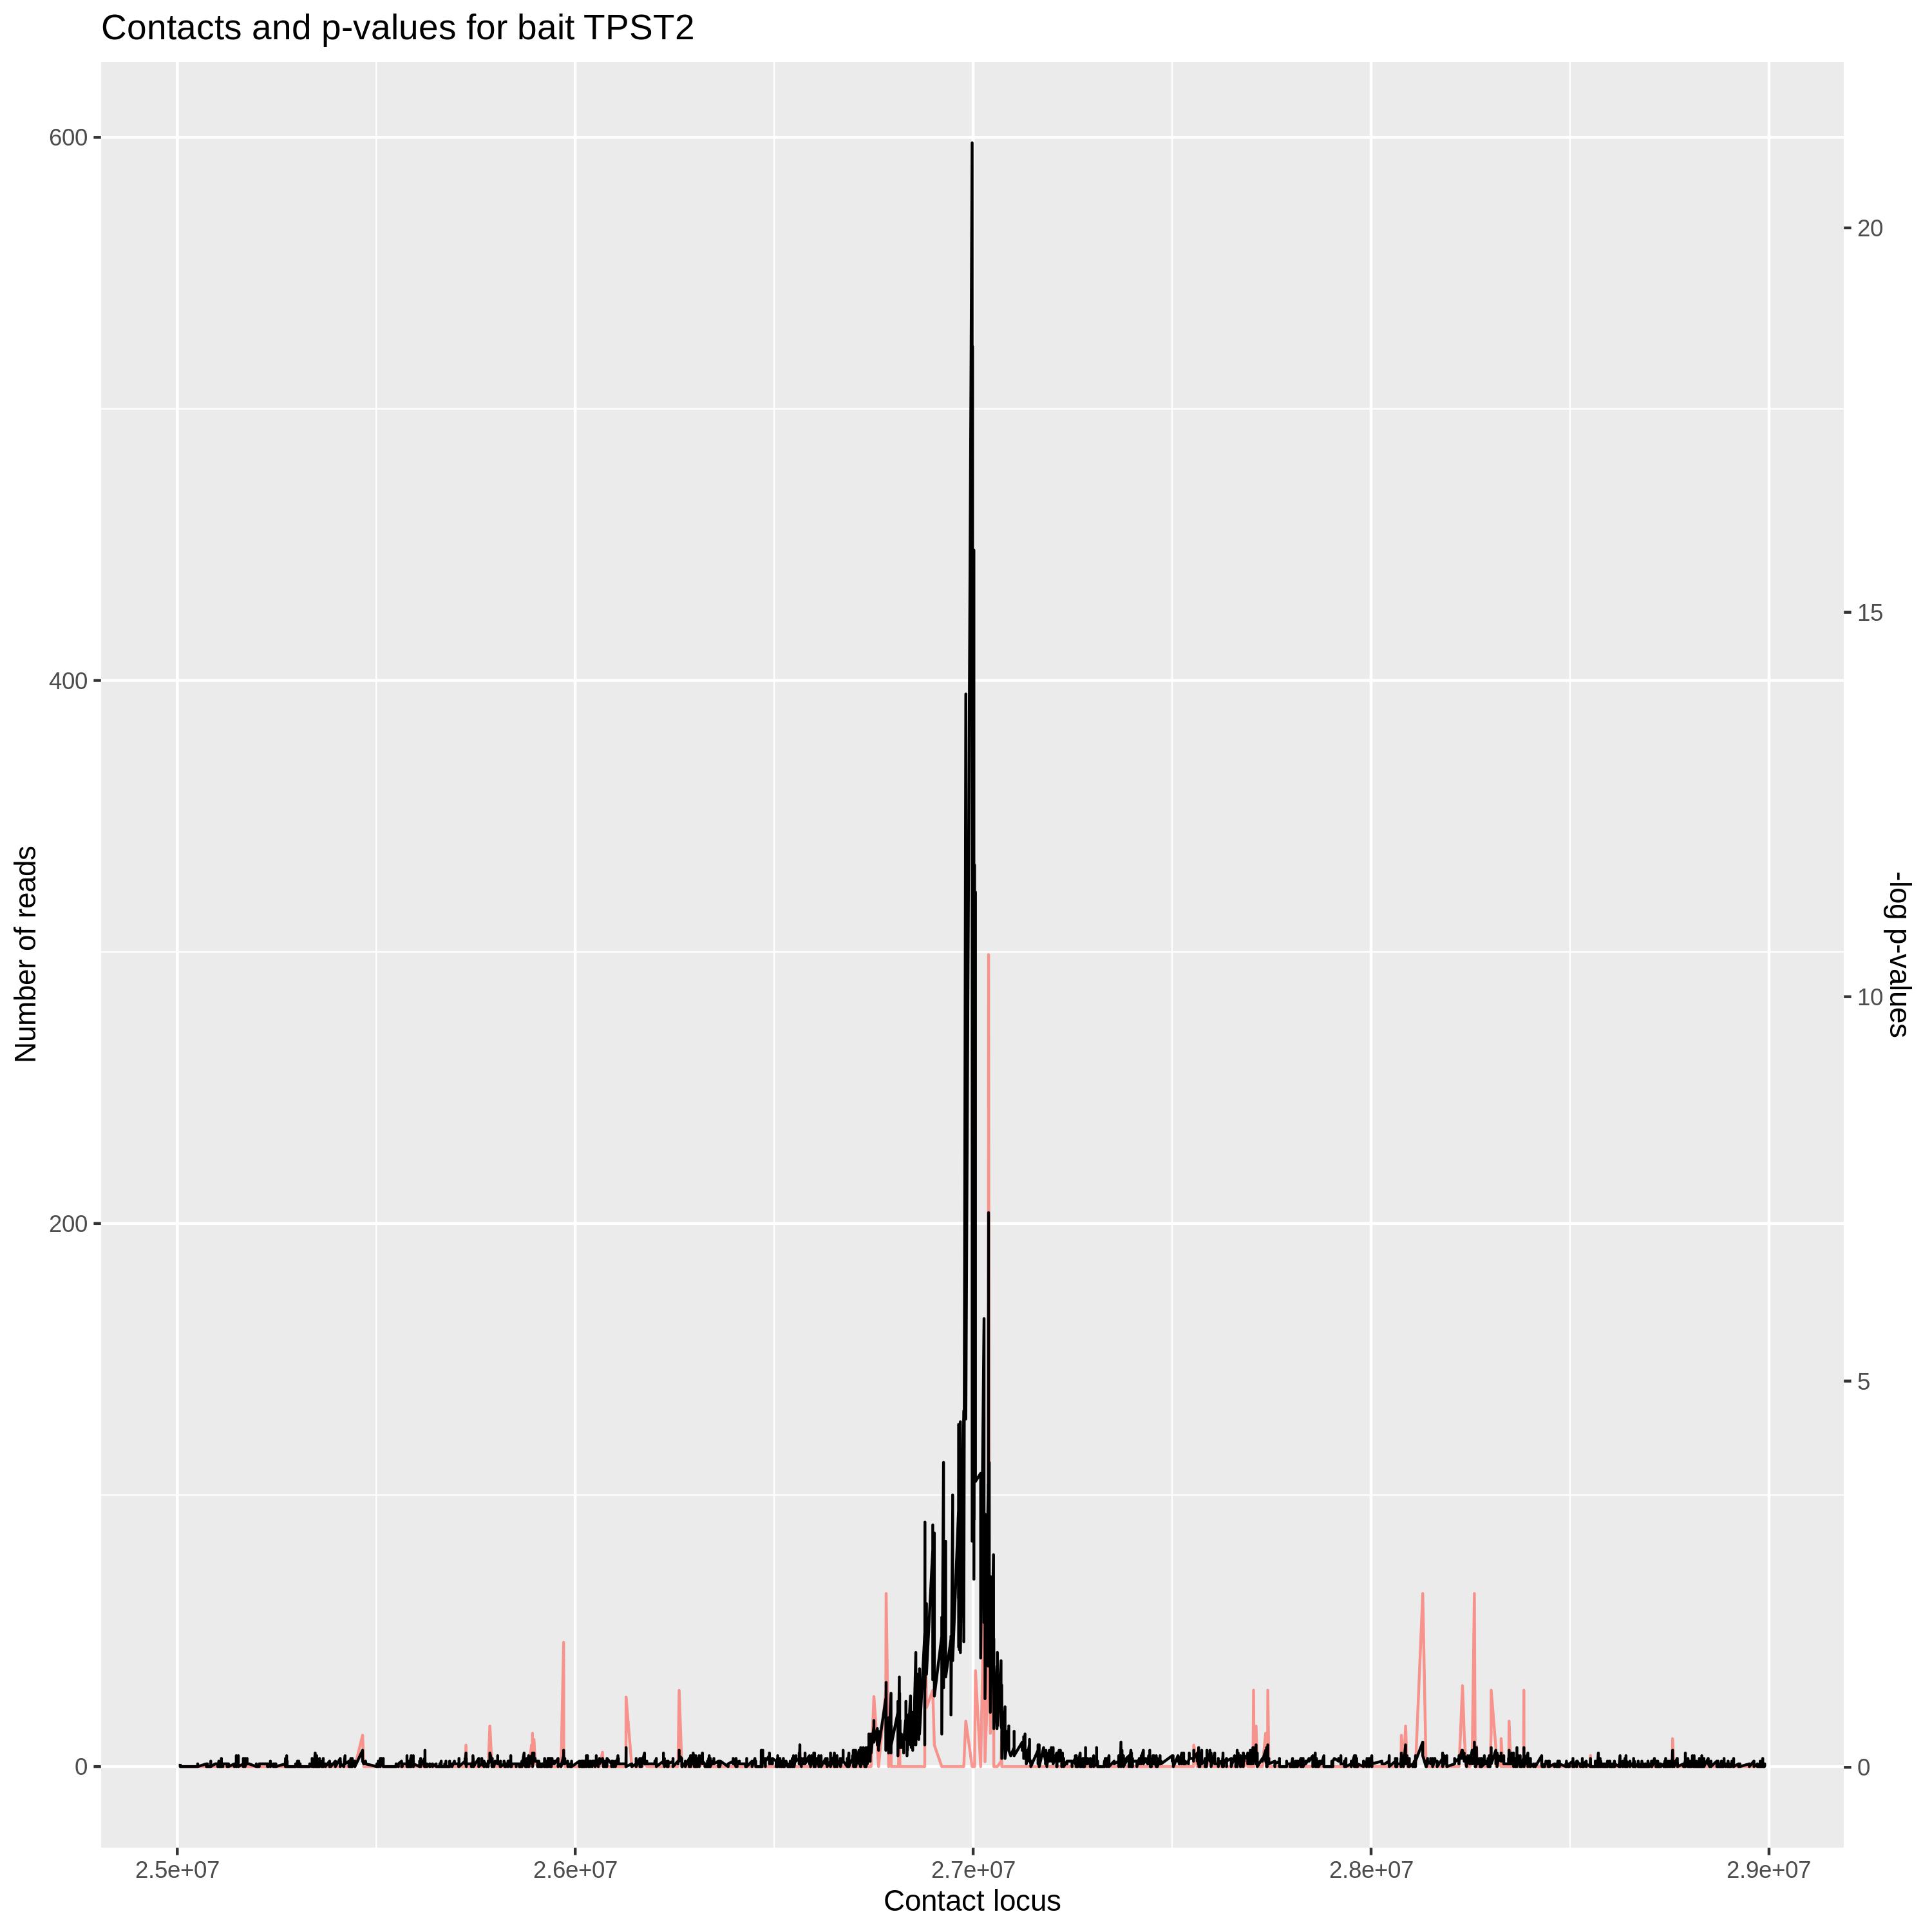 Contacts and p-values for bait TPST2
600
400
200
0
Number of reads
20
15
10
5
0
-log p-values
2.5e+07
2.6e+07
2.7e+07
2.8e+07
2.9e+07
Contact locus